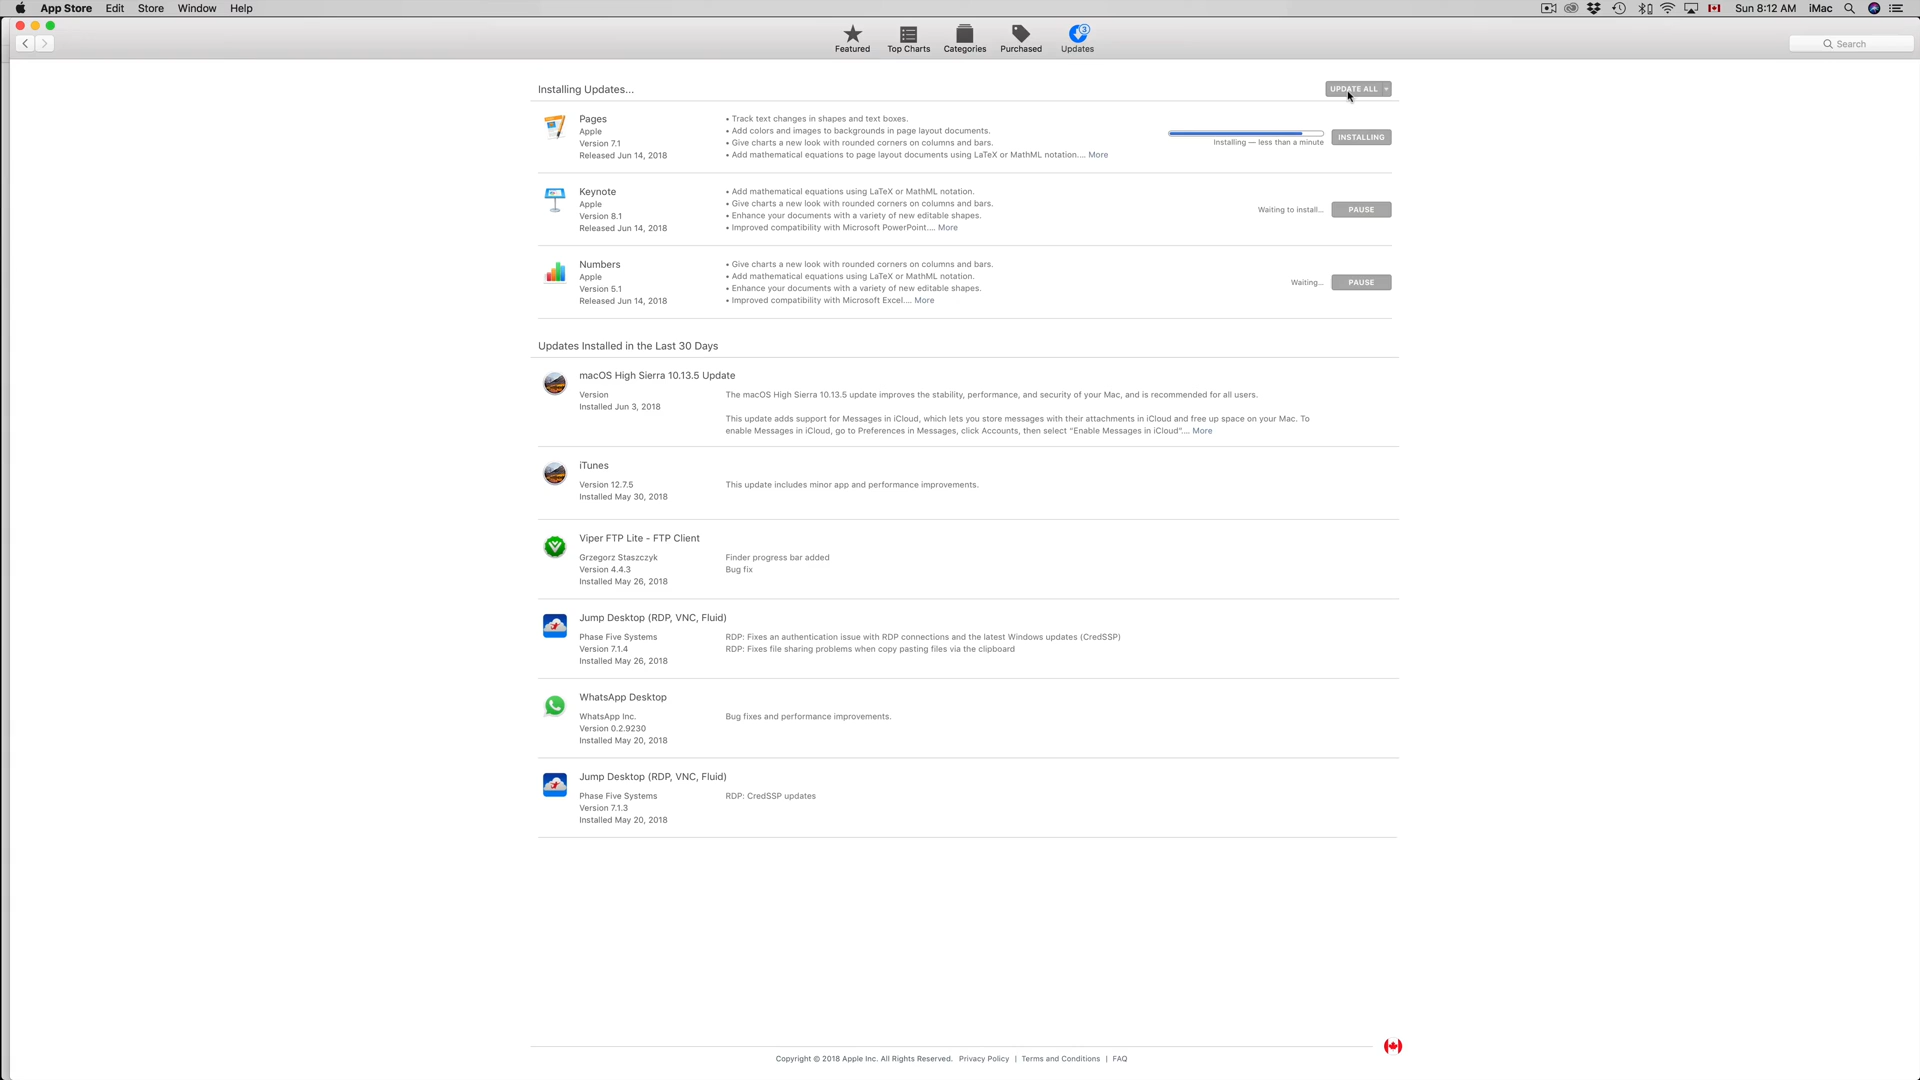 App Store Edit Store Window Help
Sun 8:12 AM iMac
Featured Top Charts Categories Purchased Updates
3
Search
Installing Updates...
UPDATE ALL
Pages
Apple
Version 7.1
Released Jun 14, 2018
• Track text changes in shapes and text boxes.
• Add colors and images to backgrounds in page layout documents.
• Give charts a new look with rounded corners on columns and bars.
• Add mathematical equations to page layout documents using LaTeX or MathML notation.... More
Installing — less than a minute
INSTALLING
Keynote
Apple
Version 8.1
Released Jun 14, 2018
• Add mathematical equations using LaTeX or MathML notation.
• Give charts a new look with rounded corners on columns and bars.
• Enhance your documents with a variety of new editable shapes.
• Improved compatibility with Microsoft PowerPoint.... More
Waiting to install...
PAUSE
Numbers
Apple
Version 5.1
Released Jun 14, 2018
• Give charts a new look with rounded corners on columns and bars.
• Add mathematical equations using LaTeX or MathML notation.
• Enhance your documents with a variety of new editable shapes.
• Improved compatibility with Microsoft Excel.... More
Waiting...
PAUSE
Updates Installed in the Last 30 Days
macOS High Sierra 10.13.5 Update
Version
Installed Jun 3, 2018
The macOS High Sierra 10.13.5 update improves the stability, performance, and security of your Mac, and is recommended for all users.
This update adds support for Messages in iCloud, which lets you store messages with their attachments in iCloud and free up space on your Mac. To
enable Messages in iCloud, go to Preferences in Messages, click Accounts, then select "Enable Messages in iCloud".... More
iTunes
Version 12.7.5
Installed May 30, 2018
This update includes minor app and performance improvements.
Viper FTP Lite - FTP Client
Grzegorz Staszczyk
Version 4.4.3
Installed May 26, 2018
Finder progress bar added
Bug fix
Jump Desktop (RDP, VNC, Fluid)
Phase Five Systems
Version 7.1.4
Installed May 26, 2018
RDP: Fixes an authentication issue with RDP connections and the latest Windows updates (CredSSP)
RDP: Fixes file sharing problems when copy pasting files via the clipboard
WhatsApp Desktop
WhatsApp Inc.
Version 0.2.9230
Installed May 20, 2018
Bug fixes and performance improvements.
Jump Desktop (RDP, VNC, Fluid)
Phase Five Systems
Version 7.1.3
Installed May 20, 2018
RDP: CredSSP updates
Copyright © 2018 Apple Inc. All Rights Reserved. Privacy Policy | Terms and Conditions | FAQ